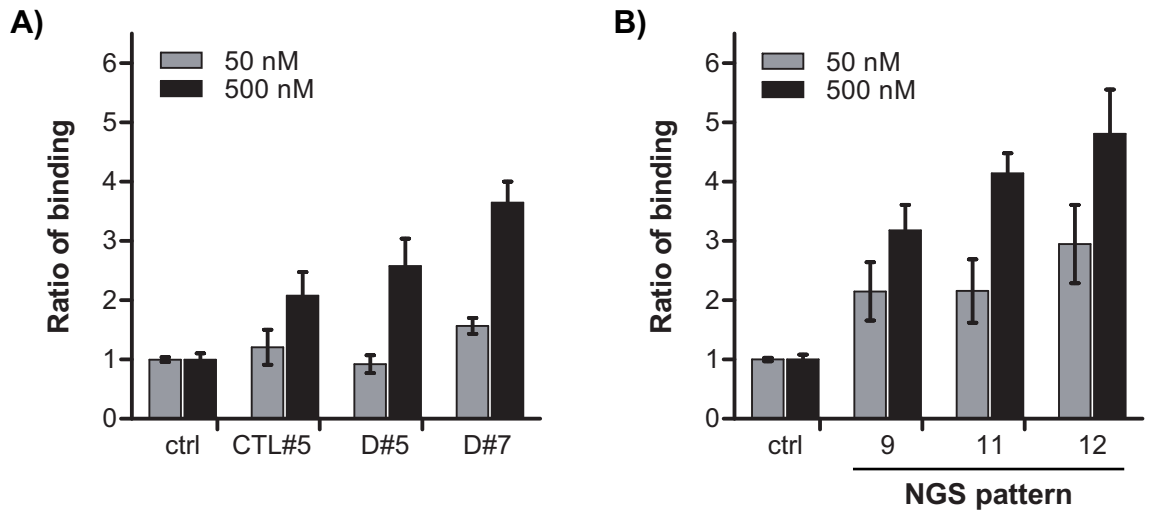 A)
50 nM
500 nM
Ratio of binding
6
5
4
3
2
1
0
ctrl CTL#5 D#5 D#7
B)
50 nM
500 nM
Ratio of binding
6
5
4
3
2
1
0
ctrl 9 11 12
NGS pattern